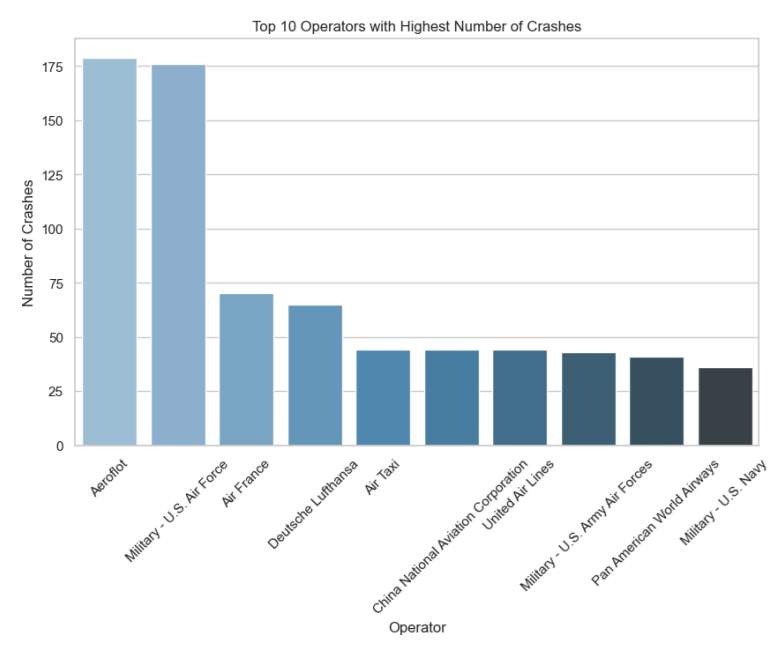 Top 10 Operators with Highest Number of Crashes
Number of Crashes
175
150
125
100
75
50
25
0
Aeroflot
Military - U.S. Air Force
Air France
Deutsche Lufthansa
Air Taxi
China National Aviation Corporation
United Air Lines
Military - U.S. Army Air Forces
Pan American World Airways
Military - U.S. Navy
Operator